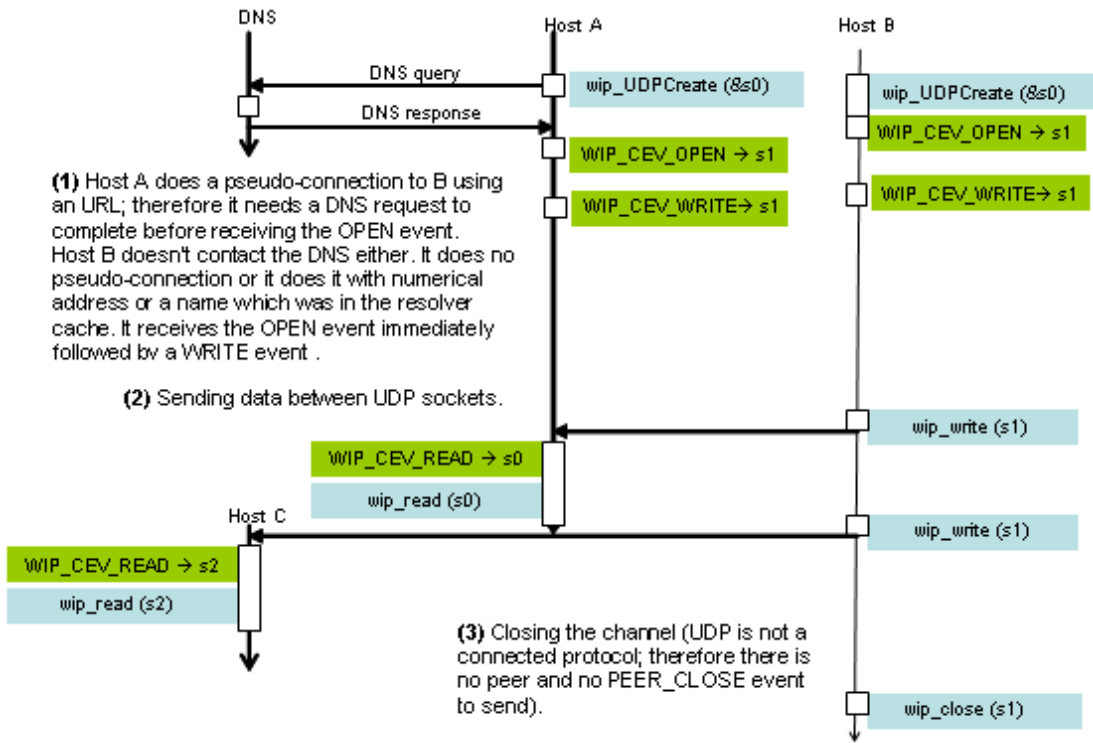 DNS
Host A
Host B
DNS query
wip_UDPCreate (&s0)
wip_UDPCreate (&s0)
DNS response
WIP_CEV_OPEN → s1
WIP_CEV_OPEN → s1
(1) Host A does a pseudo-connection to B using
an URL; therefore it needs a DNS request to
complete before receiving the OPEN event.
Host B doesn't contact the DNS either. It does no
pseudo-connection or it does it with numerical
address or a name which was in the resolver
cache. It receives the OPEN event immediately
followed by a WRITE event .
WIP_CEV_WRITE→ s1
WIP_CEV_WRITE→ s1
(2) Sending data between UDP sockets.
wip_write (s1)
WIP_CEV_READ → s0
wip_read (s0)
Host C
wip_write (s1)
WIP_CEV_READ → s2
wip_read (s2)
(3) Closing the channel (UDP is not a
connected protocol; therefore there is
no peer and no PEER_CLOSE event
to send).
wip_close (s1)